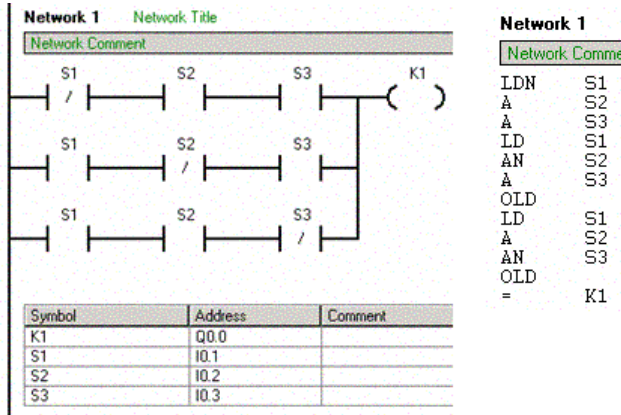 Network 1 Network Title
Network Comment
S1 S2 S3 K1
/
S1 S2 S3
/
S1 S2 S3
/
Symbol Address Comment
K1 Q0.0
S1 I0.1
S2 I0.2
S3 I0.3
Network 1
Network Comme
LDN S1
A S2
A S3
LD S1
AN S2
A S3
OLD
LD S1
A S2
AN S3
OLD
= K1